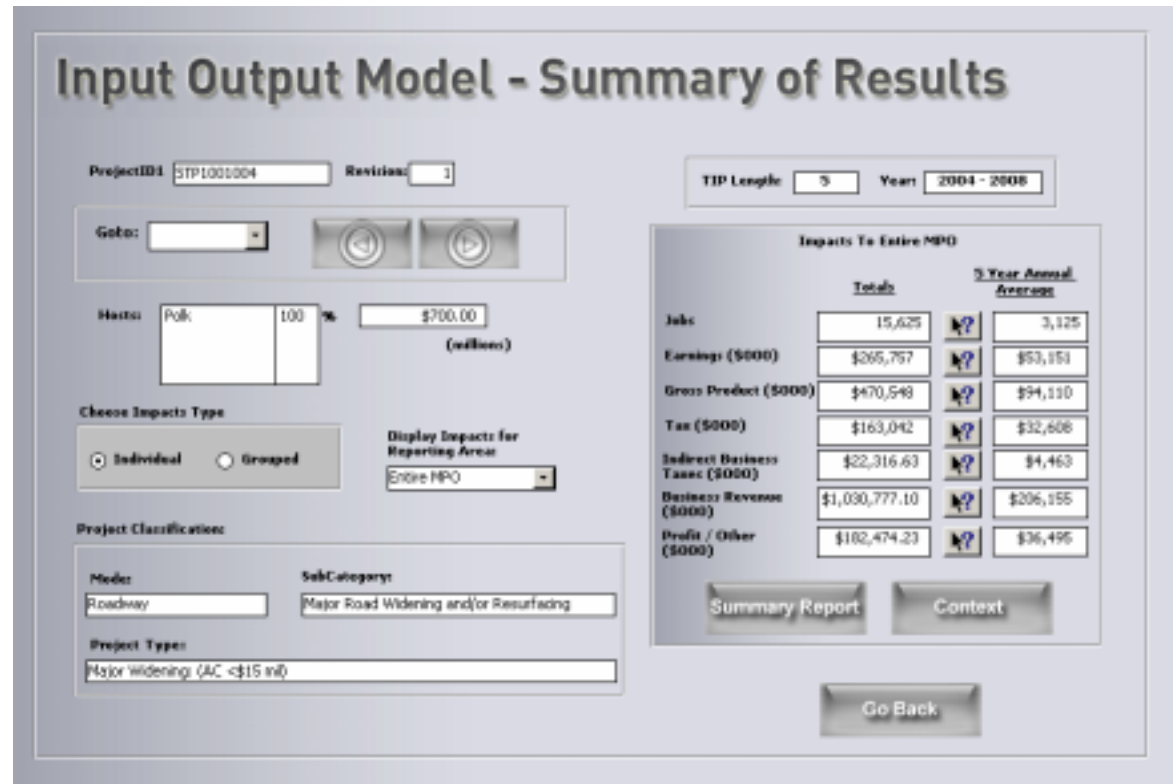 Input Output Model - Summary of Results
ProjectID1 STP1001004 Revision: 1
TIP Length: 5 Year: 2004 - 2008
Goto:
Hosts: Polk 100 % $700.00
(millions)
Choose Impacts Type
Individual Grouped
Display Impacts for
Reporting Area:
Entire MPO
Project Classification:
Mode: SubCategory:
Roadway Major Road Widening and/or Resurfacing
Project Type:
Major Widening: (AC <$15 mil)
Impacts To Entire MPO
Totals 5 Year Annual
Average
Jobs 15,625 ? 3,125
Earnings ($000) $265,757 ? $53,151
Gross Product ($000) $470,548 ? $94,110
Tax ($000) $163,042 ? $32,608
Indirect Business
Taxes ($000) $22,316.63 ? $4,463
Business Revenue
($000) $1,030,777.10 ? $206,155
Profit / Other
($000) $182,474.23 ? $36,495
Summary Report Context
Go Back